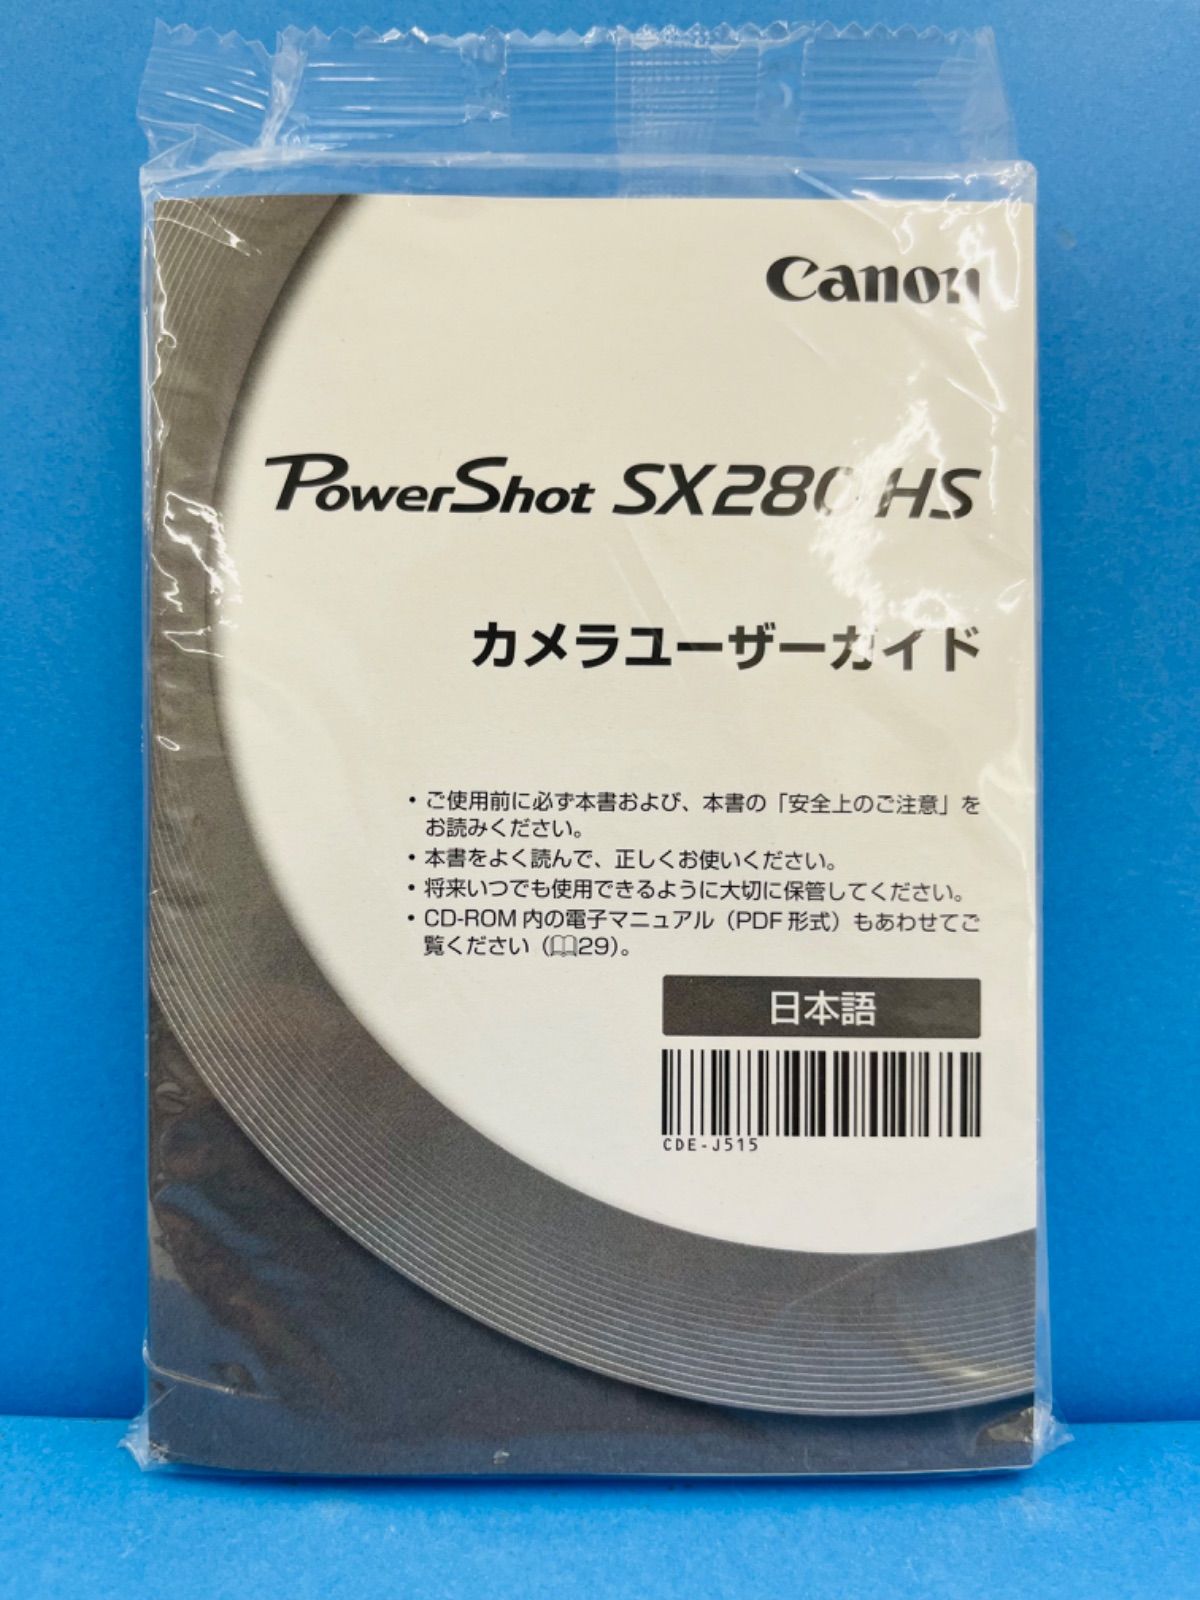 Canon
PowerShot SX280 HS
カメラユーザーガイド
・ご使用前に必ず本書および、本書の「安全上のご注意」を
お読みください。
・本書をよく読んで、正しくお使いください。
・将来いつでも使用できるように大切に保管してください。
・CD-ROM 内の電子マニュアル（PDF 形式）もあわせてご
覧ください（📖29）。
日本語
CDE-J515